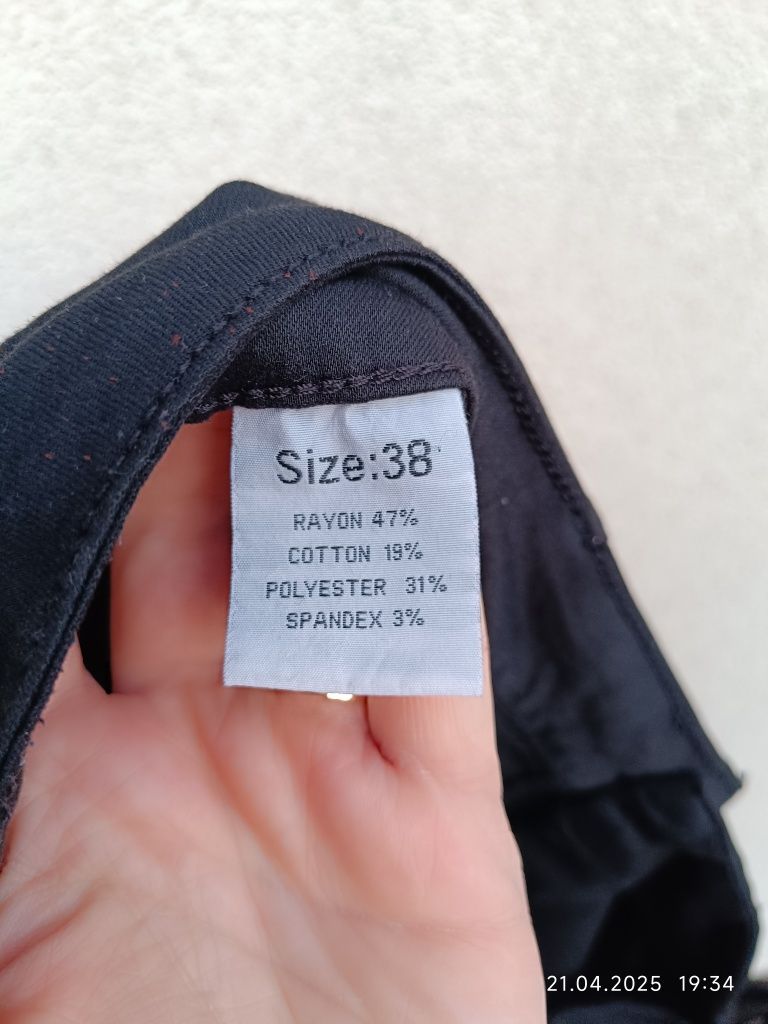 Size:38
RAYON 47%
COTTON 19%
POLYESTER 31%
SPANDEX 3%
21.04.2025 19:34